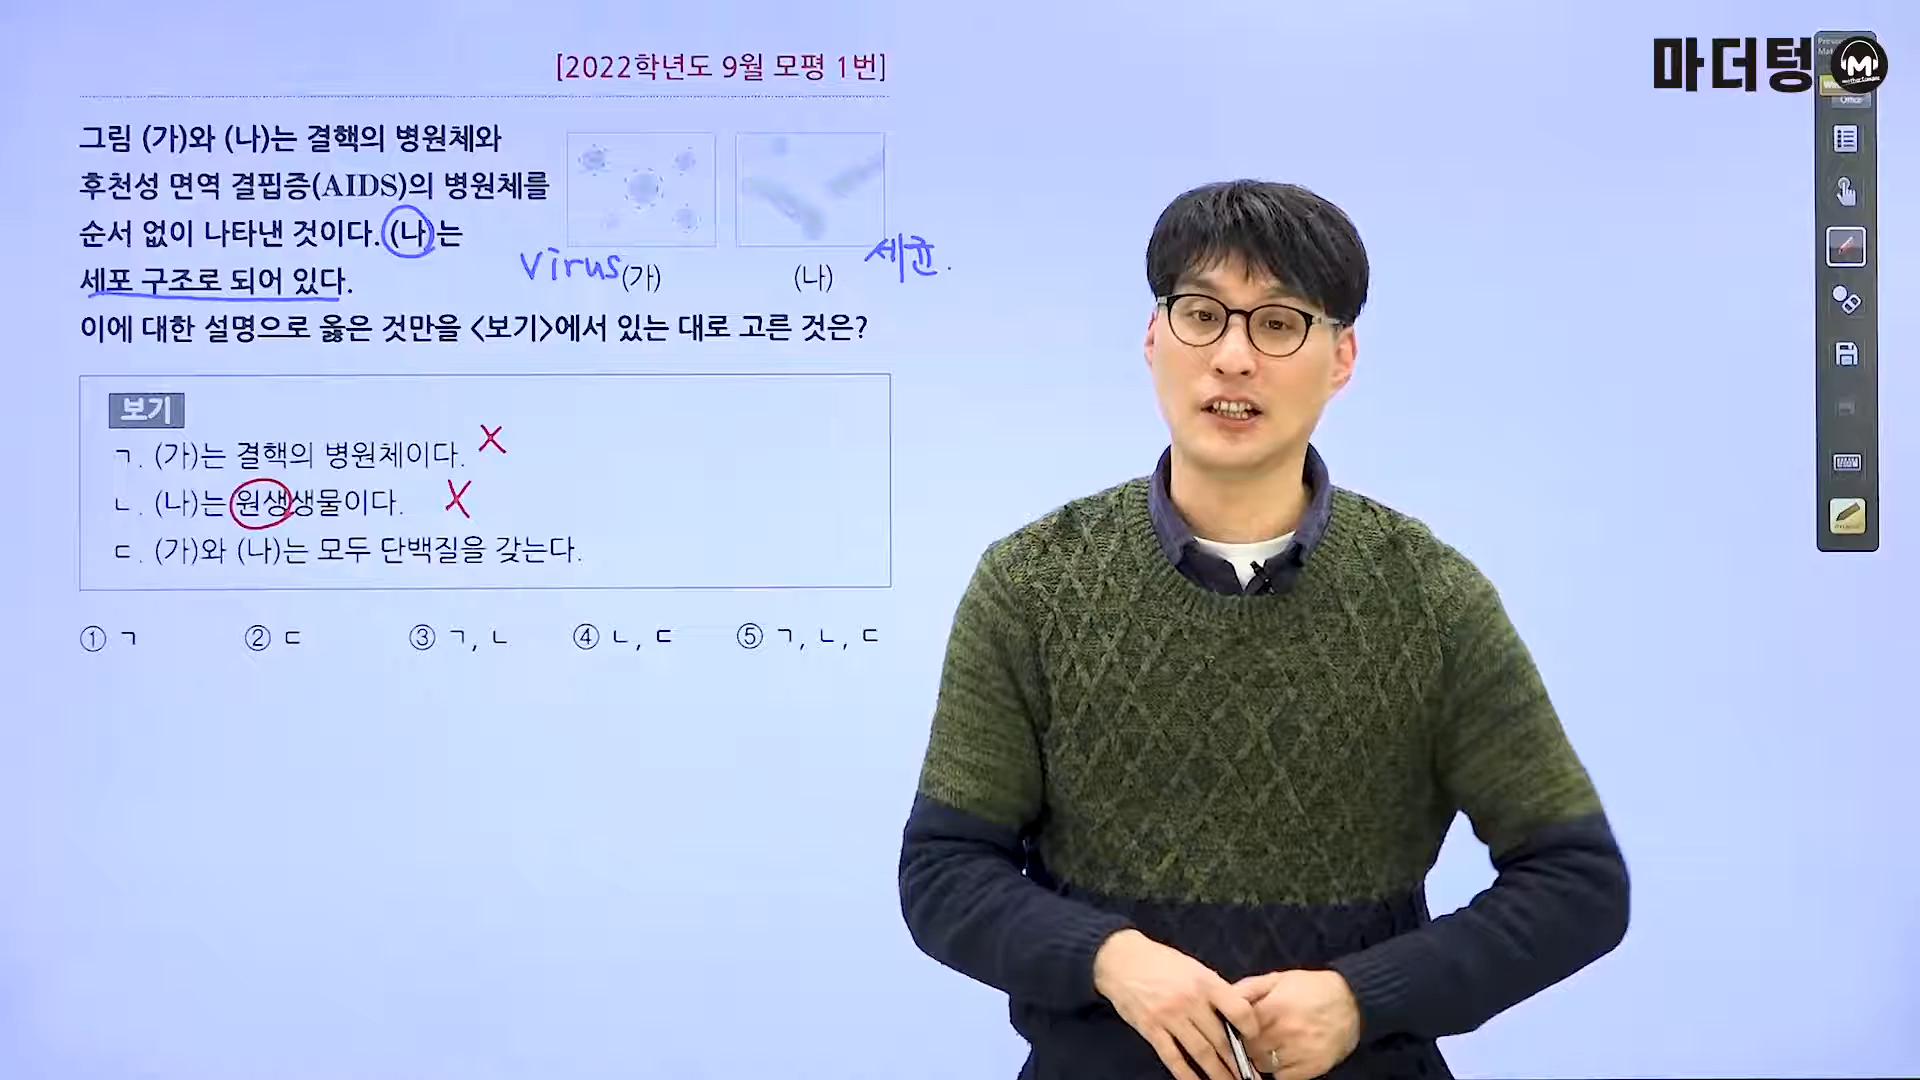 마더텅
[2022학년도 9월 모평 1번]
그림 (가)와 (나)는 결핵의 병원체와
후천성 면역 결핍증(AIDS)의 병원체를
순서 없이 나타낸 것이다. (나)는
세포 구조로 되어 있다.
virus (가) (나) 세균.
이에 대한 설명으로 옳은 것만을 <보기>에서 있는 대로 고른 것은?
보기
ㄱ. (가)는 결핵의 병원체이다. X
ㄴ. (나)는 원생생물이다. X
ㄷ. (가)와 (나)는 모두 단백질을 갖는다.
① ㄱ ② ㄷ ③ ㄱ, ㄴ ④ ㄴ, ㄷ ⑤ ㄱ, ㄴ, ㄷ